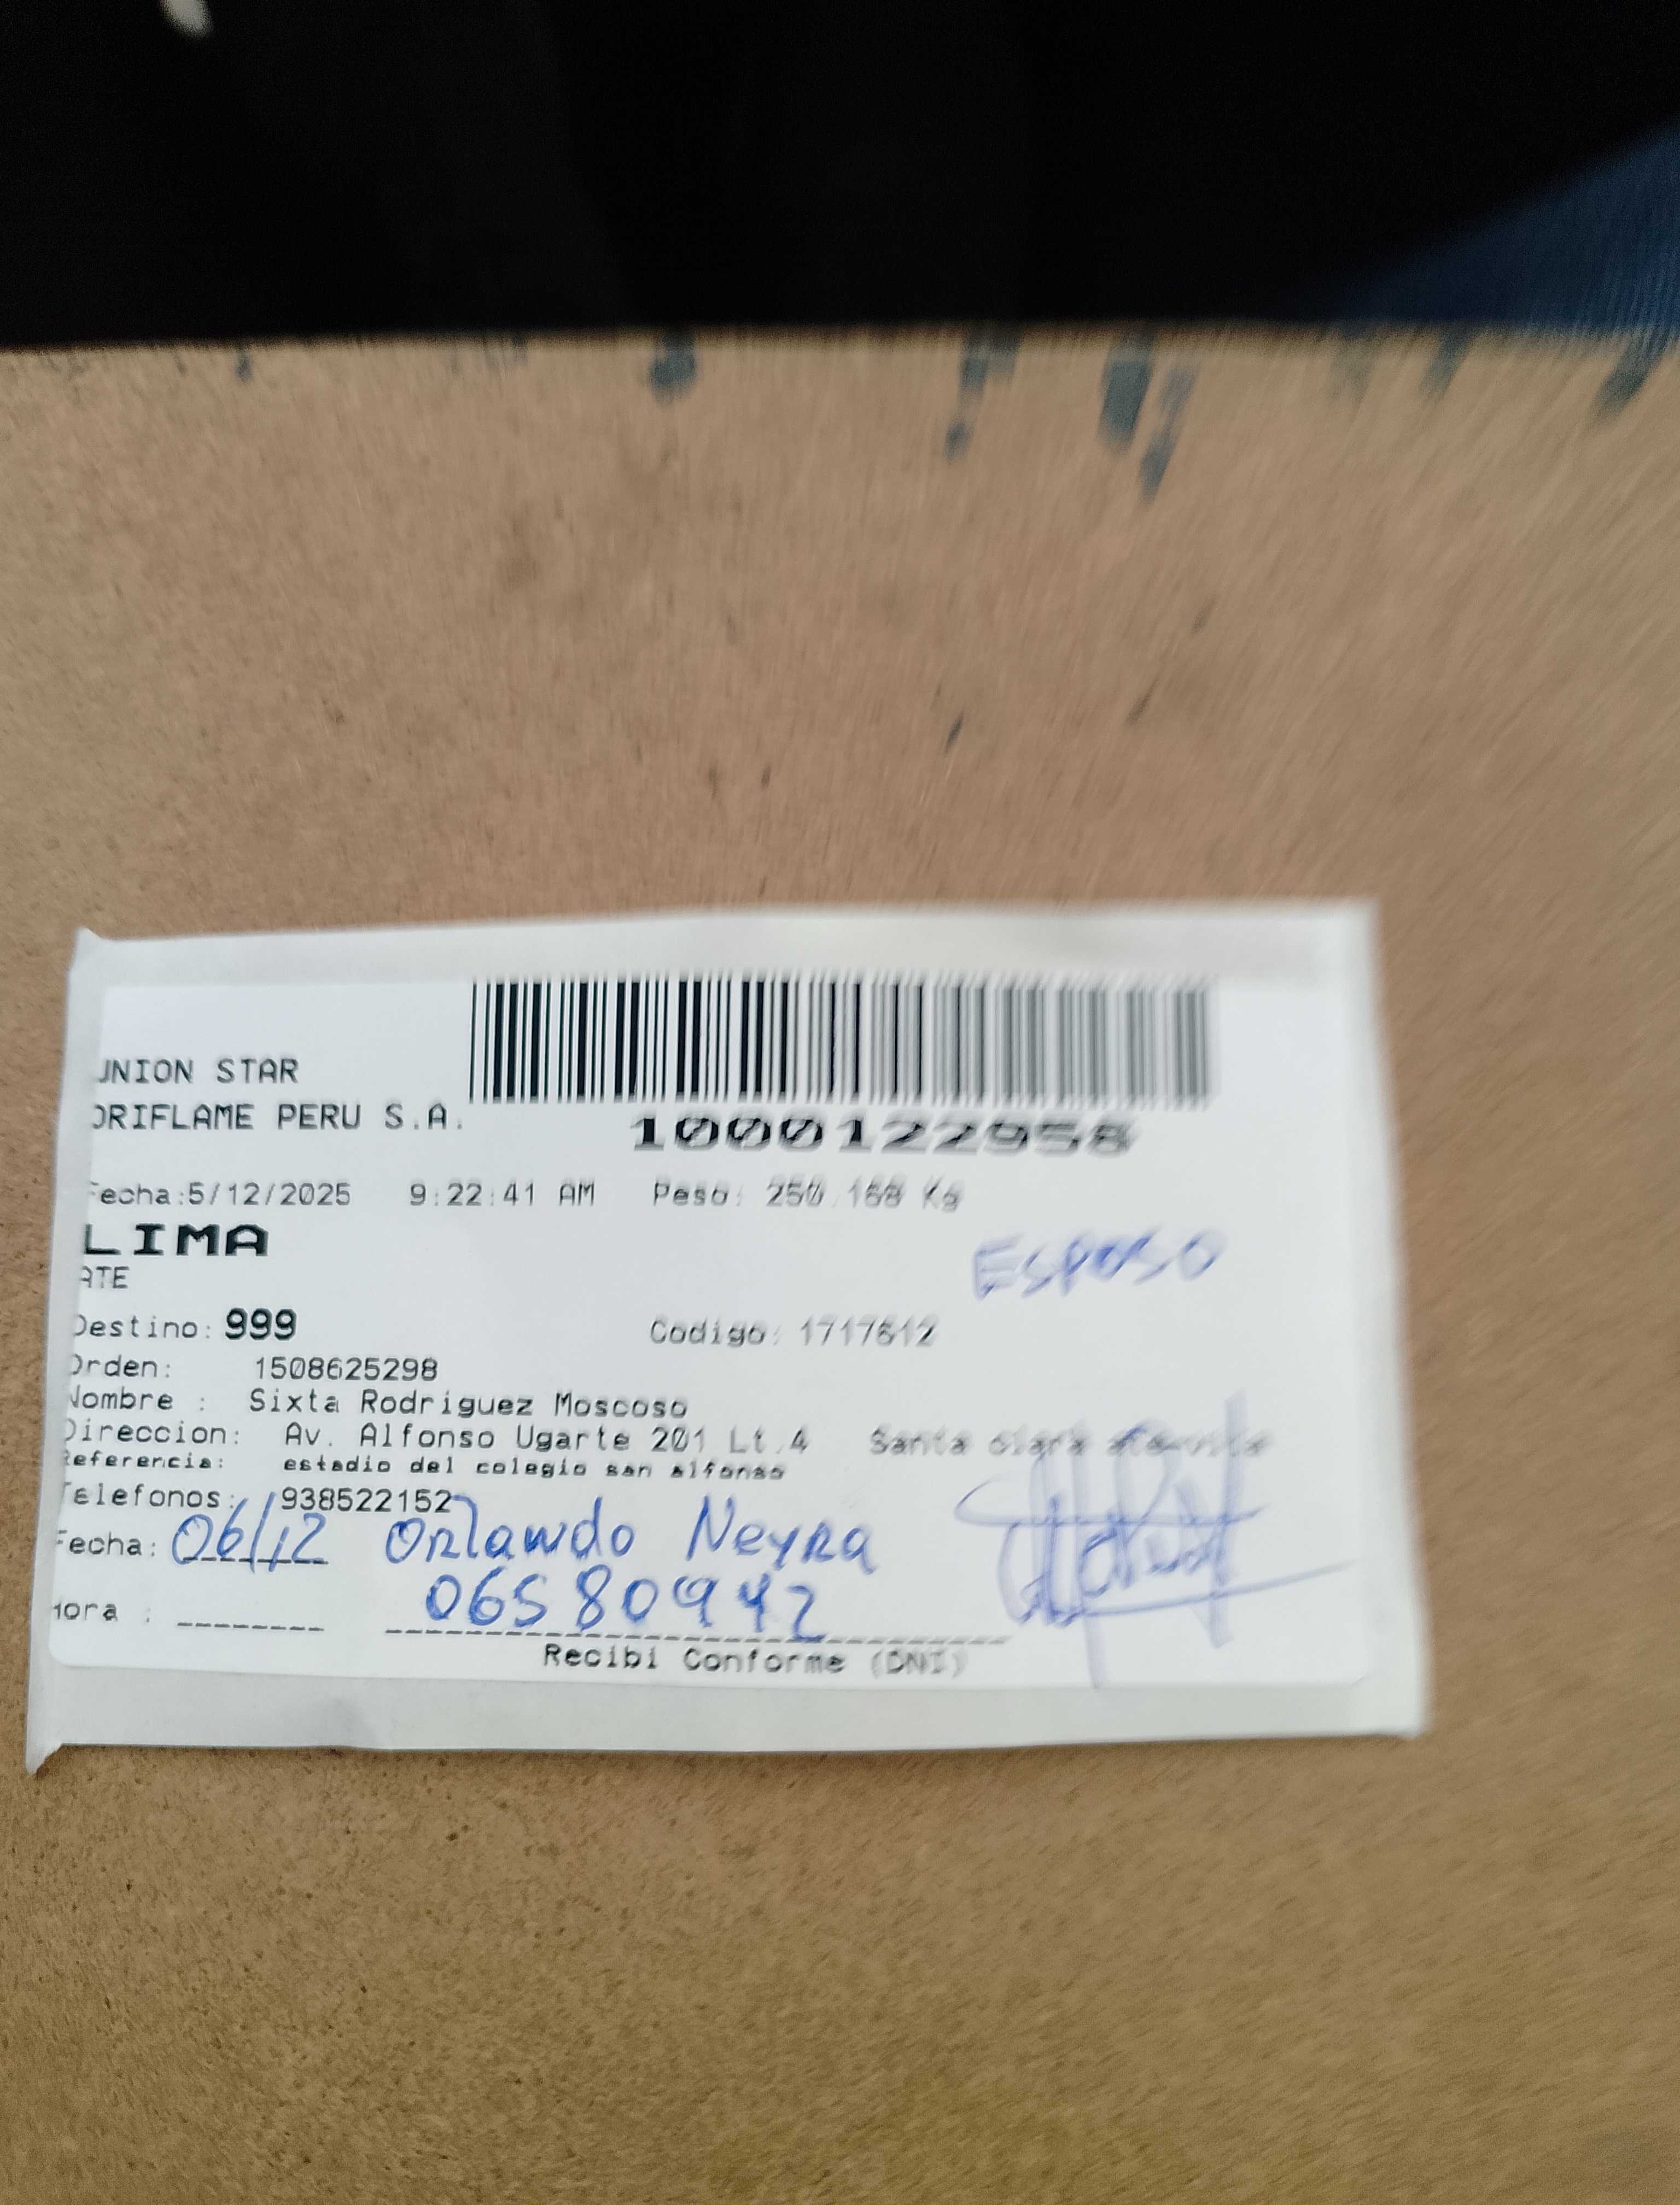 UNION STAR
ORIFLAME PERU S.A.
1000122958
Fecha:5/12/2025 9:22:41 AM Peso: 250.168 Kg
LIMA
ATE
ESPOSO
Destino: 999 Codigo: 1717612
Orden: 1508625298
Nombre : Sixta Rodriguez Moscoso
Direccion: Av. Alfonso Ugarte 201 Lt.4 Santa clara
Referencia: estadio del colegio san alfonso
Telefonos: 938522152
Fecha: 06/12 Orlando Neyra
Hora : 06580942
Recibi Conforme (DNI)